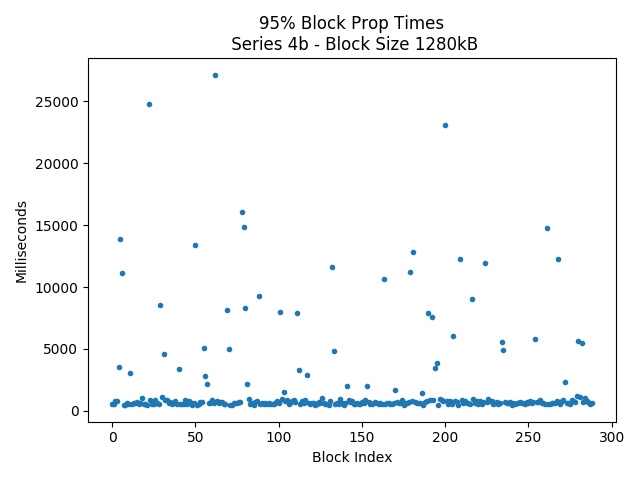 95% Block Prop Times
Series 4b - Block Size 1280kB
Milliseconds
25000
20000
15000
10000
5000
0
0 50 100 150 200 250 300
Block Index